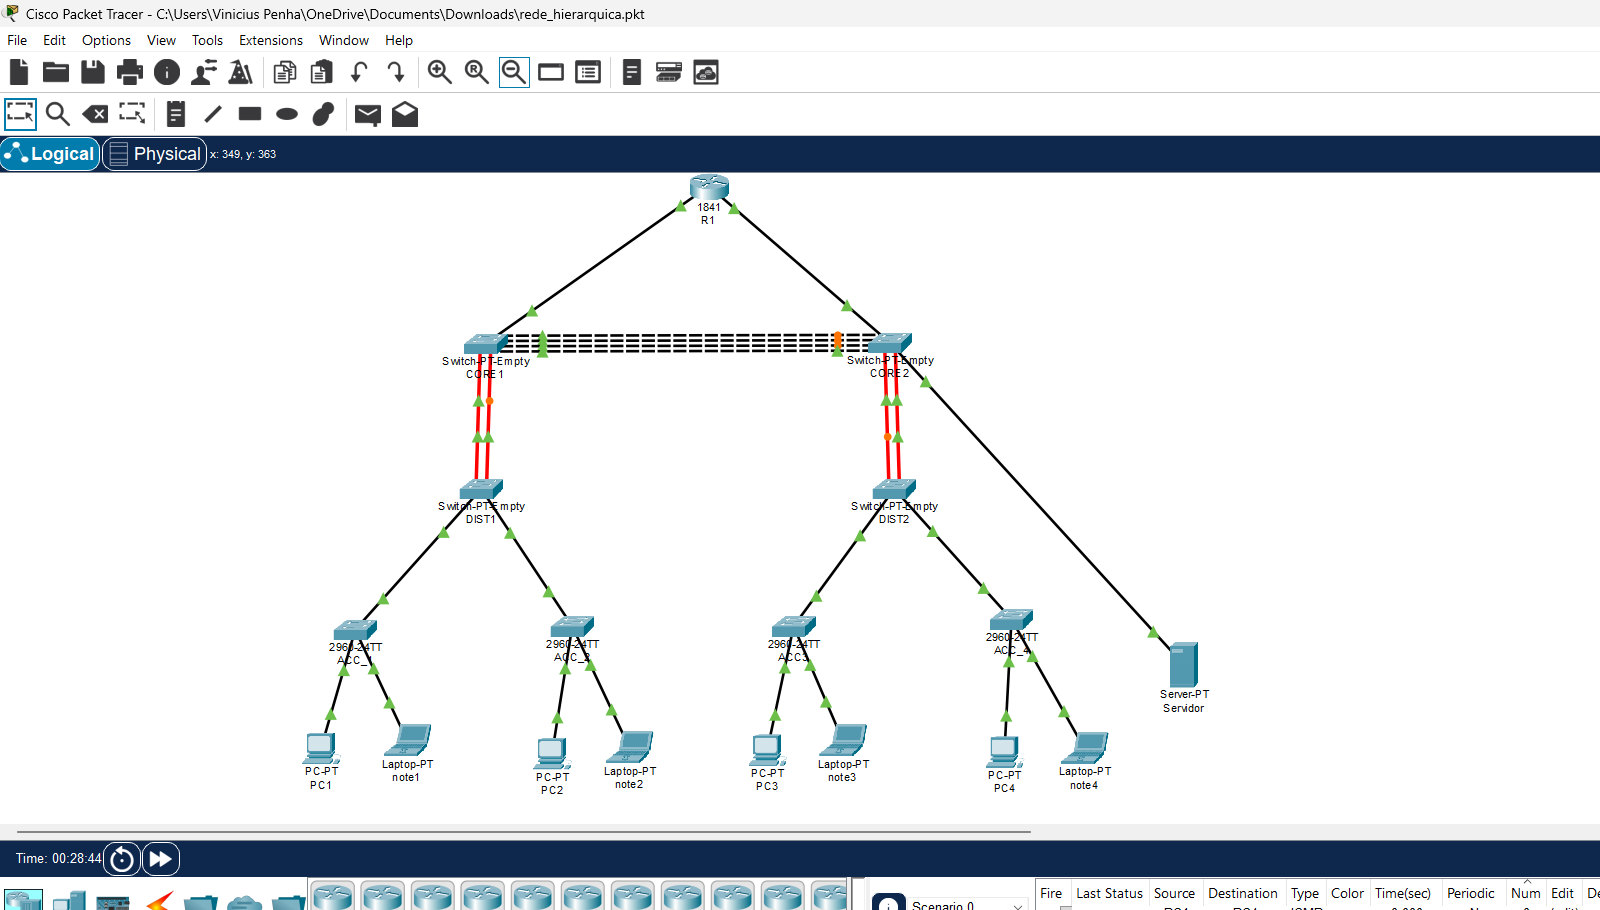 Cisco Packet Tracer - C:\Users\Vinicius Penha\OneDrive\Documents\Downloads\rede_hierarquica.pkt
File Edit Options View Tools Extensions Window Help
Logical Physical x: 349, y: 363
1841
R1
Switch-PT-Empty
CORE1
Switch-PT-Empty
CORE2
Switch-PT-Empty
DIST1
Switch-PT-Empty
DIST2
2960-24TT
ACC_1
2960-24TT
ACC_2
2960-24TT
ACC3
2960-24TT
ACC_4
Server-PT
Servidor
PC-PT
PC1
Laptop-PT
note1
PC-PT
PC2
Laptop-PT
note2
PC-PT
PC3
Laptop-PT
note3
PC-PT
PC4
Laptop-PT
note4
Time: 00:28:44
Scenario 0
Fire Last Status Source Destination Type Color Time(sec) Periodic Num Edit De